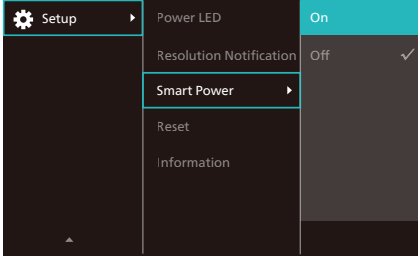 Setup
Power LED
Resolution Notification
Smart Power
Reset
Information
On
Off